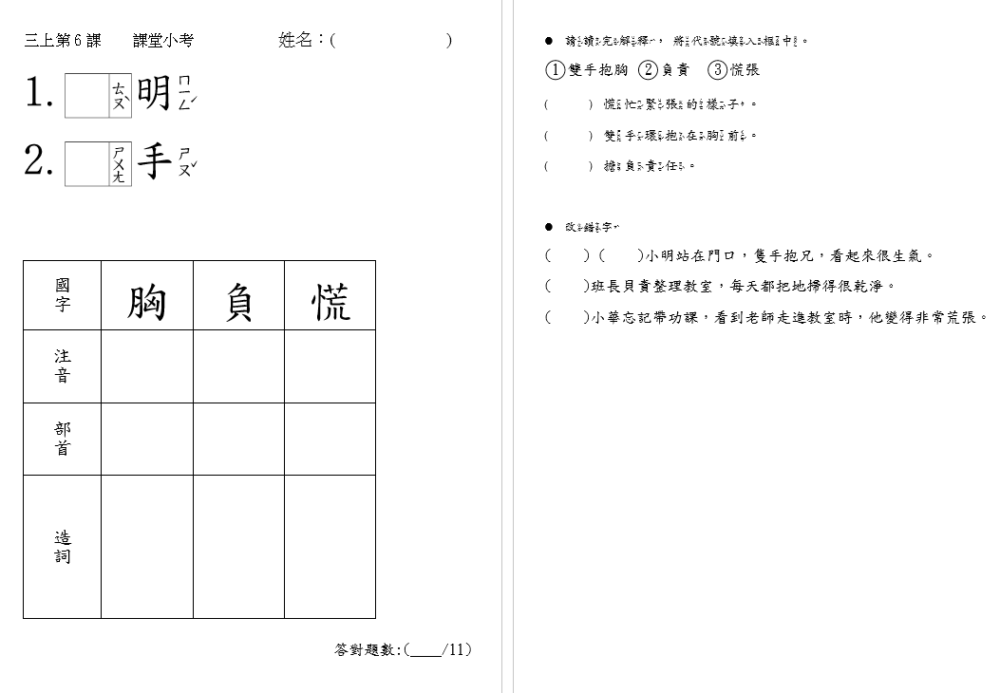 三上第6課　　課堂小考　　　　　姓名：(　　　　　　　)
1. ㄊㄡˋ 明ㄇㄧㄥˊ
2. ㄕㄨㄤ 手ㄕㄡˇ
國字 胸 負 慌
注音
部首
造詞
答對題數:(____/11)
● 請讀完解釋，將代號填入框中。
①雙手抱胸 ②負責 ③慌張
(　　) 慌忙緊張的樣子。
(　　) 雙手環抱在胸前。
(　　) 擔負責任。
● 改錯字
(　　) (　　)小明站在門口，隻手抱兄，看起來很生氣。
(　　)班長貝責整理教室，每天都把地掃得很乾淨。
(　　)小華忘記帶功課，看到老師走進教室時，他變得非常荒張。